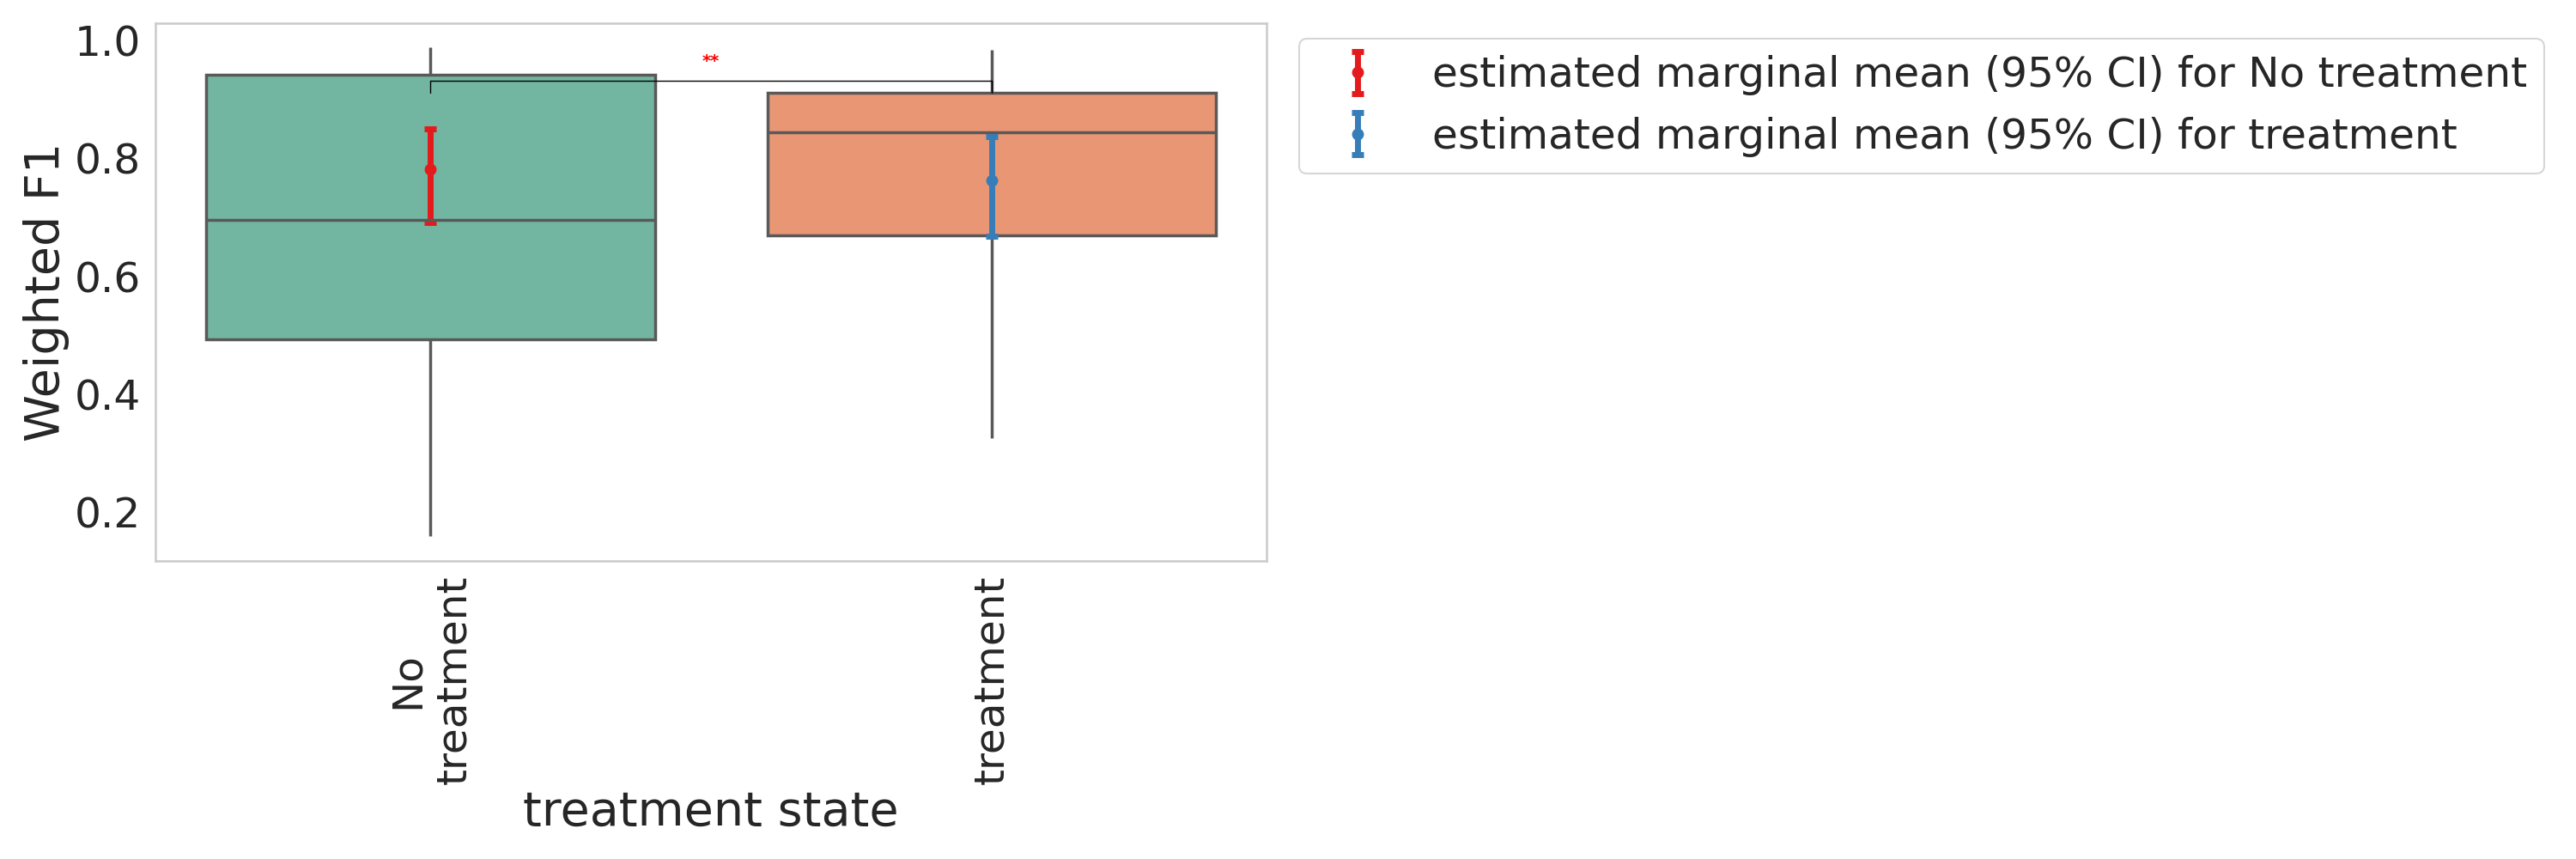 1.0
0.8
0.6
0.4
0.2
Weighted F1
**
No
treatment
treatment
treatment state
estimated marginal mean (95% CI) for No treatment
estimated marginal mean (95% CI) for treatment